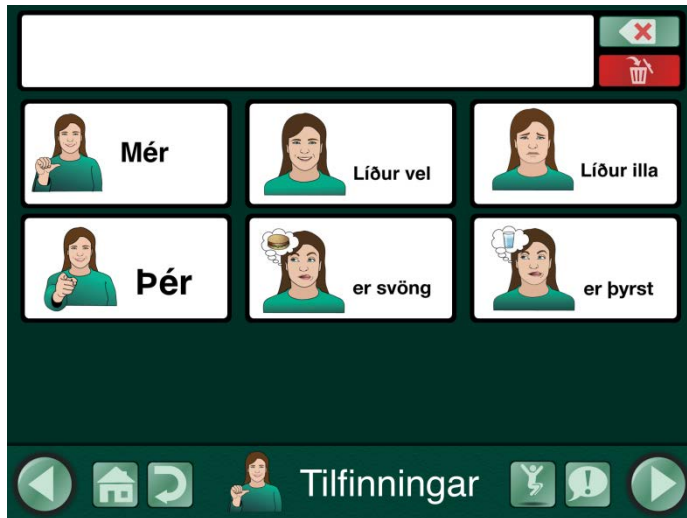 Mér
Líður vel
Líður illa
Þér
er svöng
er þyrst
Tilfinningar